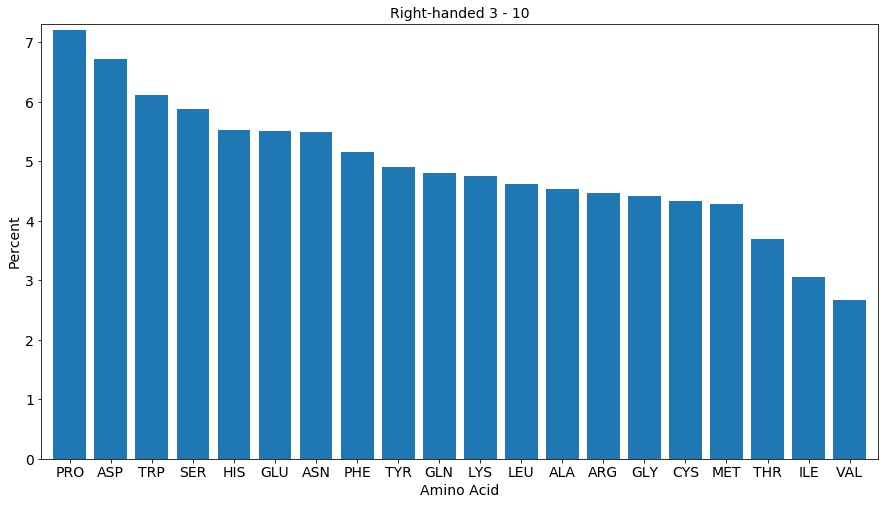 Right-handed 3 - 10
Percent
7
6
5
4
3
2
1
0
PRO ASP TRP SER HIS GLU ASN PHE TYR GLN LYS LEU ALA ARG GLY CYS MET THR ILE VAL
Amino Acid